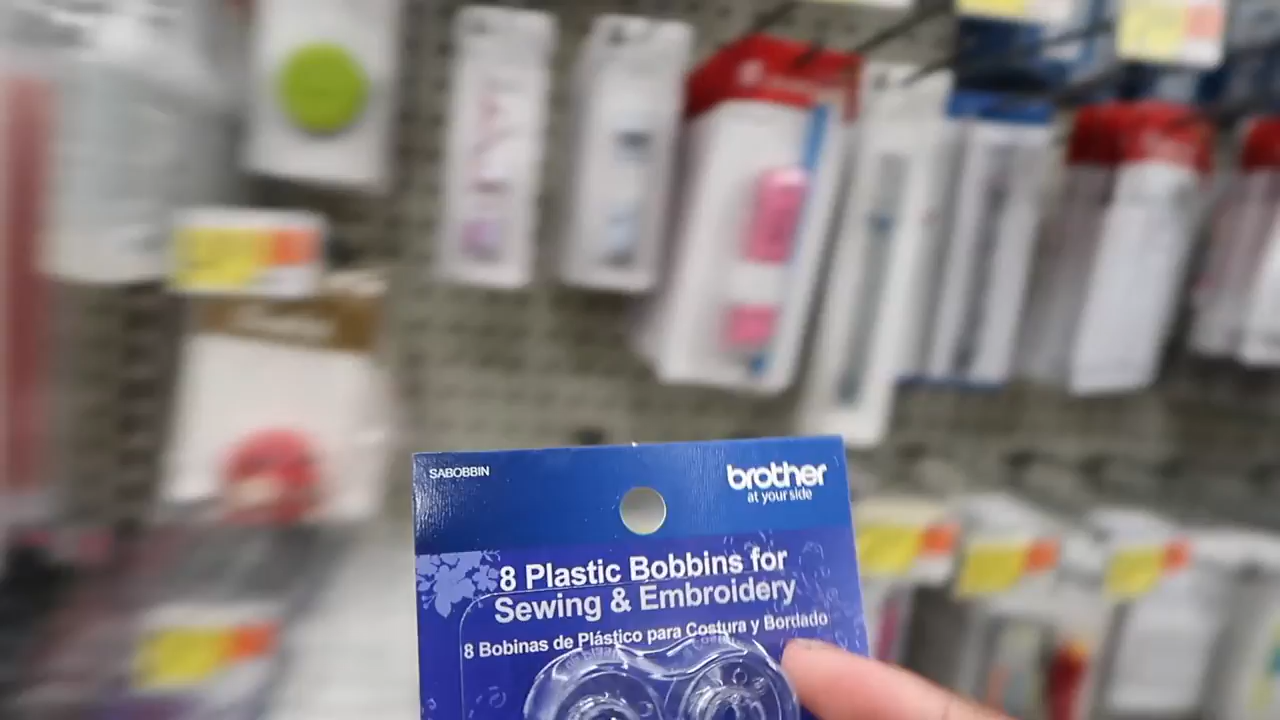 SABOBBIN
brother
at your side
8 Plastic Bobbins for
Sewing & Embroidery
8 Bobinas de Plástico para Costura y Bordado